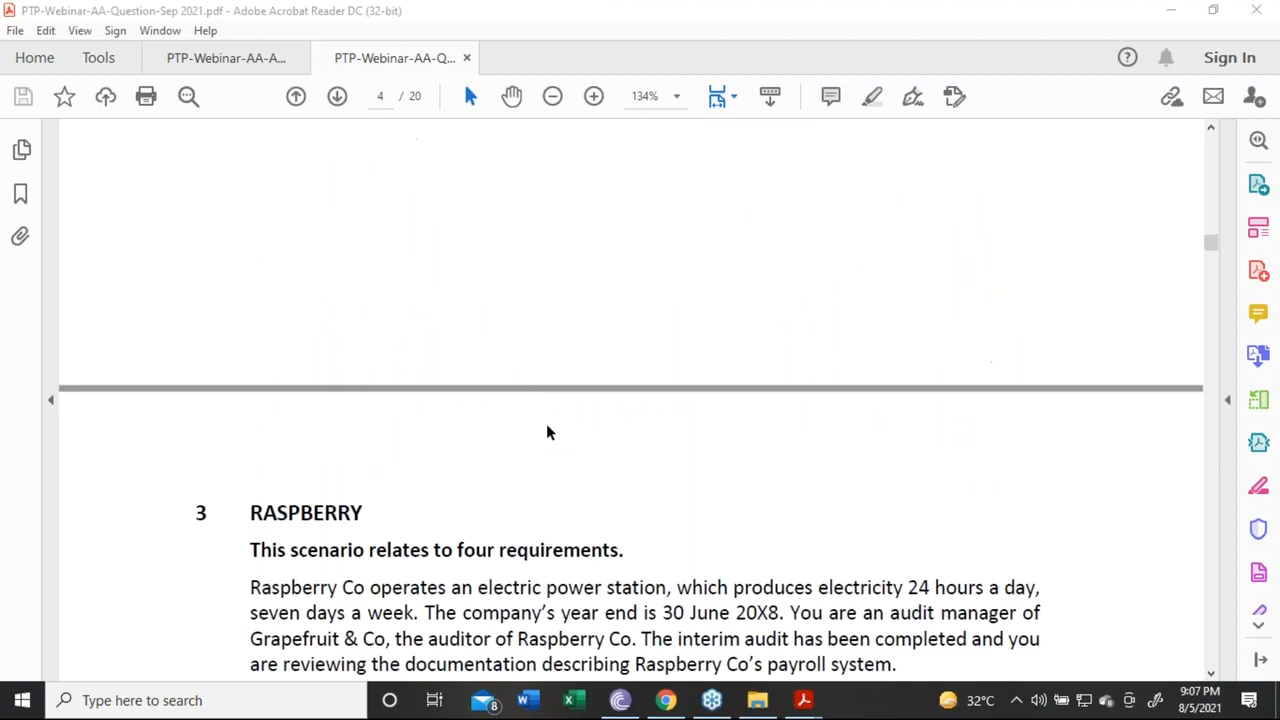 PTP-Webinar-AA-Question-Sep 2021.pdf - Adobe Acrobat Reader DC (32-bit)
File Edit View Sign Window Help
Home Tools PTP-Webinar-AA-A... PTP-Webinar-AA-Q... × Sign In
4 / 20 134%
3 RASPBERRY
This scenario relates to four requirements.
Raspberry Co operates an electric power station, which produces electricity 24 hours a day,
seven days a week. The company's year end is 30 June 20X8. You are an audit manager of
Grapefruit & Co, the auditor of Raspberry Co. The interim audit has been completed and you
are reviewing the documentation describing Raspberry Co's payroll system.
Type here to search 8 32°C 9:07 PM
8/5/2021